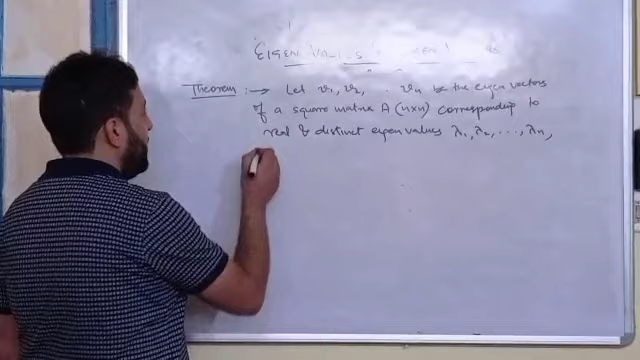 EIGEN VALUES
Theorem :→ Let v₁, v₂, . vₙ be the eigen vectors
of a square matrix A (n×n) corresponding to
real & distinct eigen values λ₁, λ₂, ..., λₙ,